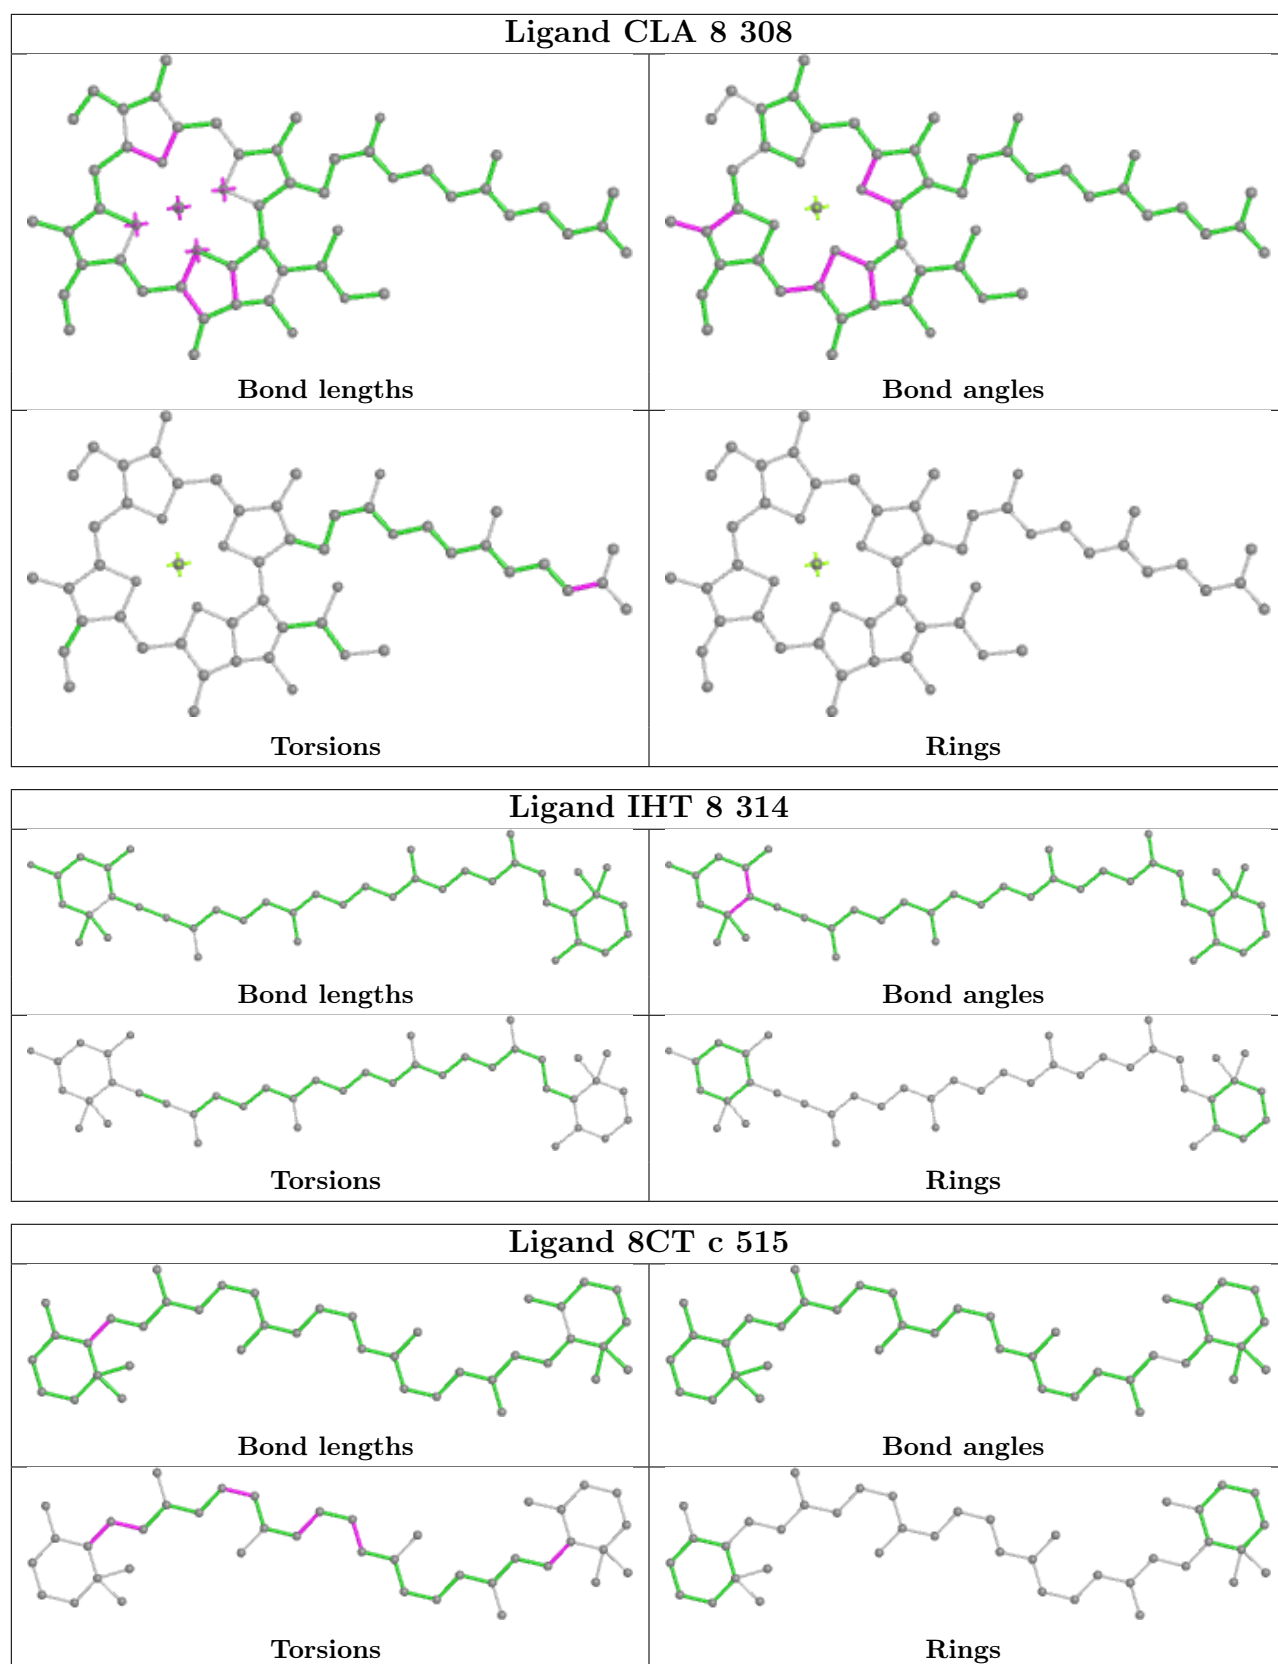 Ligand CLA 8 308
Bond lengths
Bond angles
Torsions
Rings
Ligand IHT 8 314
Bond lengths
Bond angles
Torsions
Rings
Ligand 8CT c 515
Bond lengths
Bond angles
Torsions
Rings